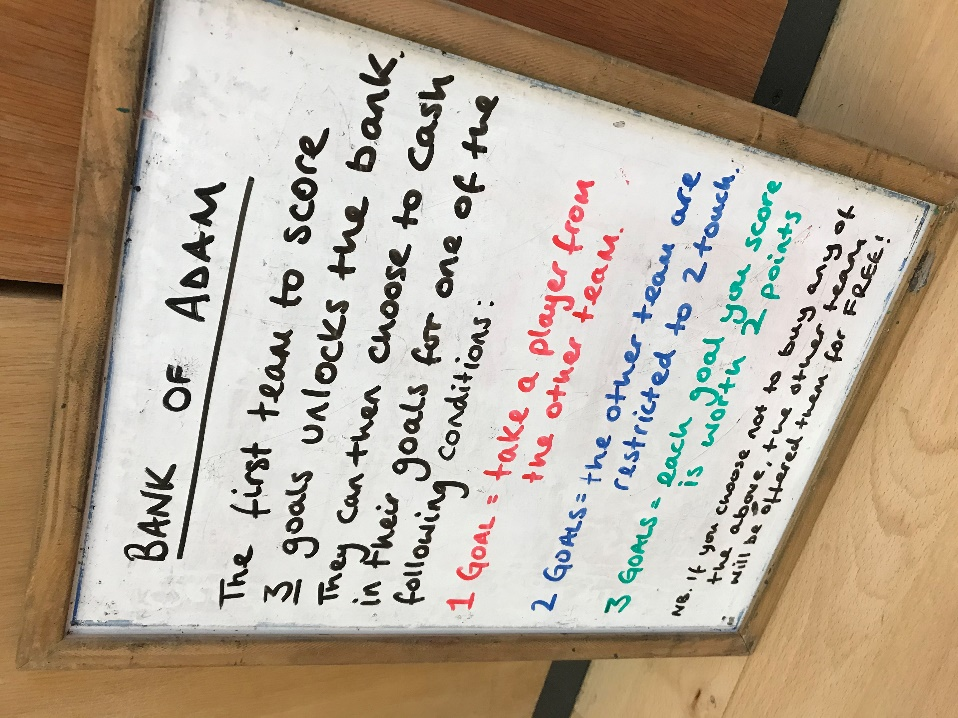 BANK OF ADAM
The first team to score
3 goals unlocks the bank.
They can then choose to cash
in their goals for one of the
following conditions:
1 GOAL = take a player from
the other team.
2 GOALS = the other team are
restricted to 2 touch.
3 GOALS = each goal you score
is worth 2 points
NB. If you choose not to buy any of
the above, the other team
will be offered them for FREE!